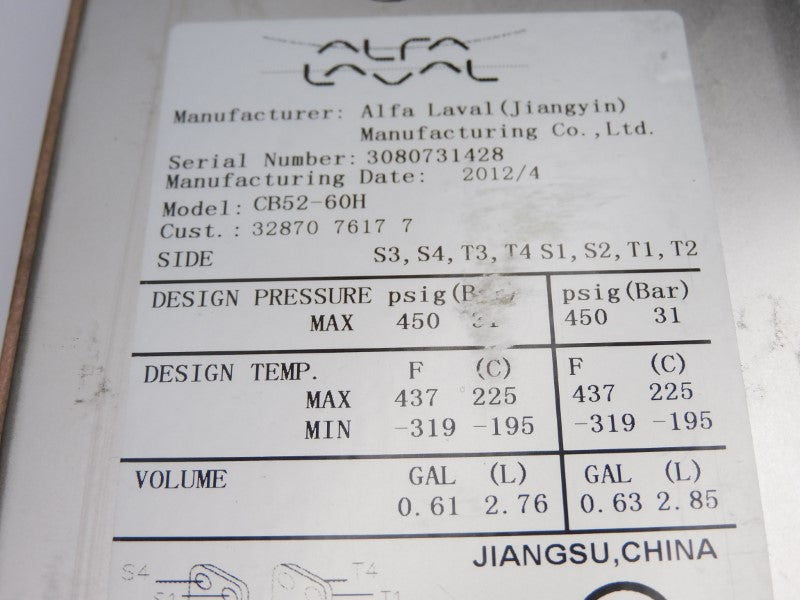 ALFA
LAVAL
Manufacturer: Alfa Laval(Jiangyin)
Manufacturing Co.,Ltd.
Serial Number: 3080731428
Manufacturing Date: 2012/4
Model: CB52-60H
Cust.: 32870 7617 7
SIDE S3, S4, T3, T4 S1, S2, T1, T2
DESIGN PRESSURE psig psig(Bar)
MAX 450 31 450 31
DESIGN TEMP. F (C) F (C)
MAX 437 225 437 225
MIN -319 -195 -319 -195
VOLUME GAL (L) GAL (L)
0.61 2.76 0.63 2.85
JIANGSU,CHINA
S4 T4
S1 T1